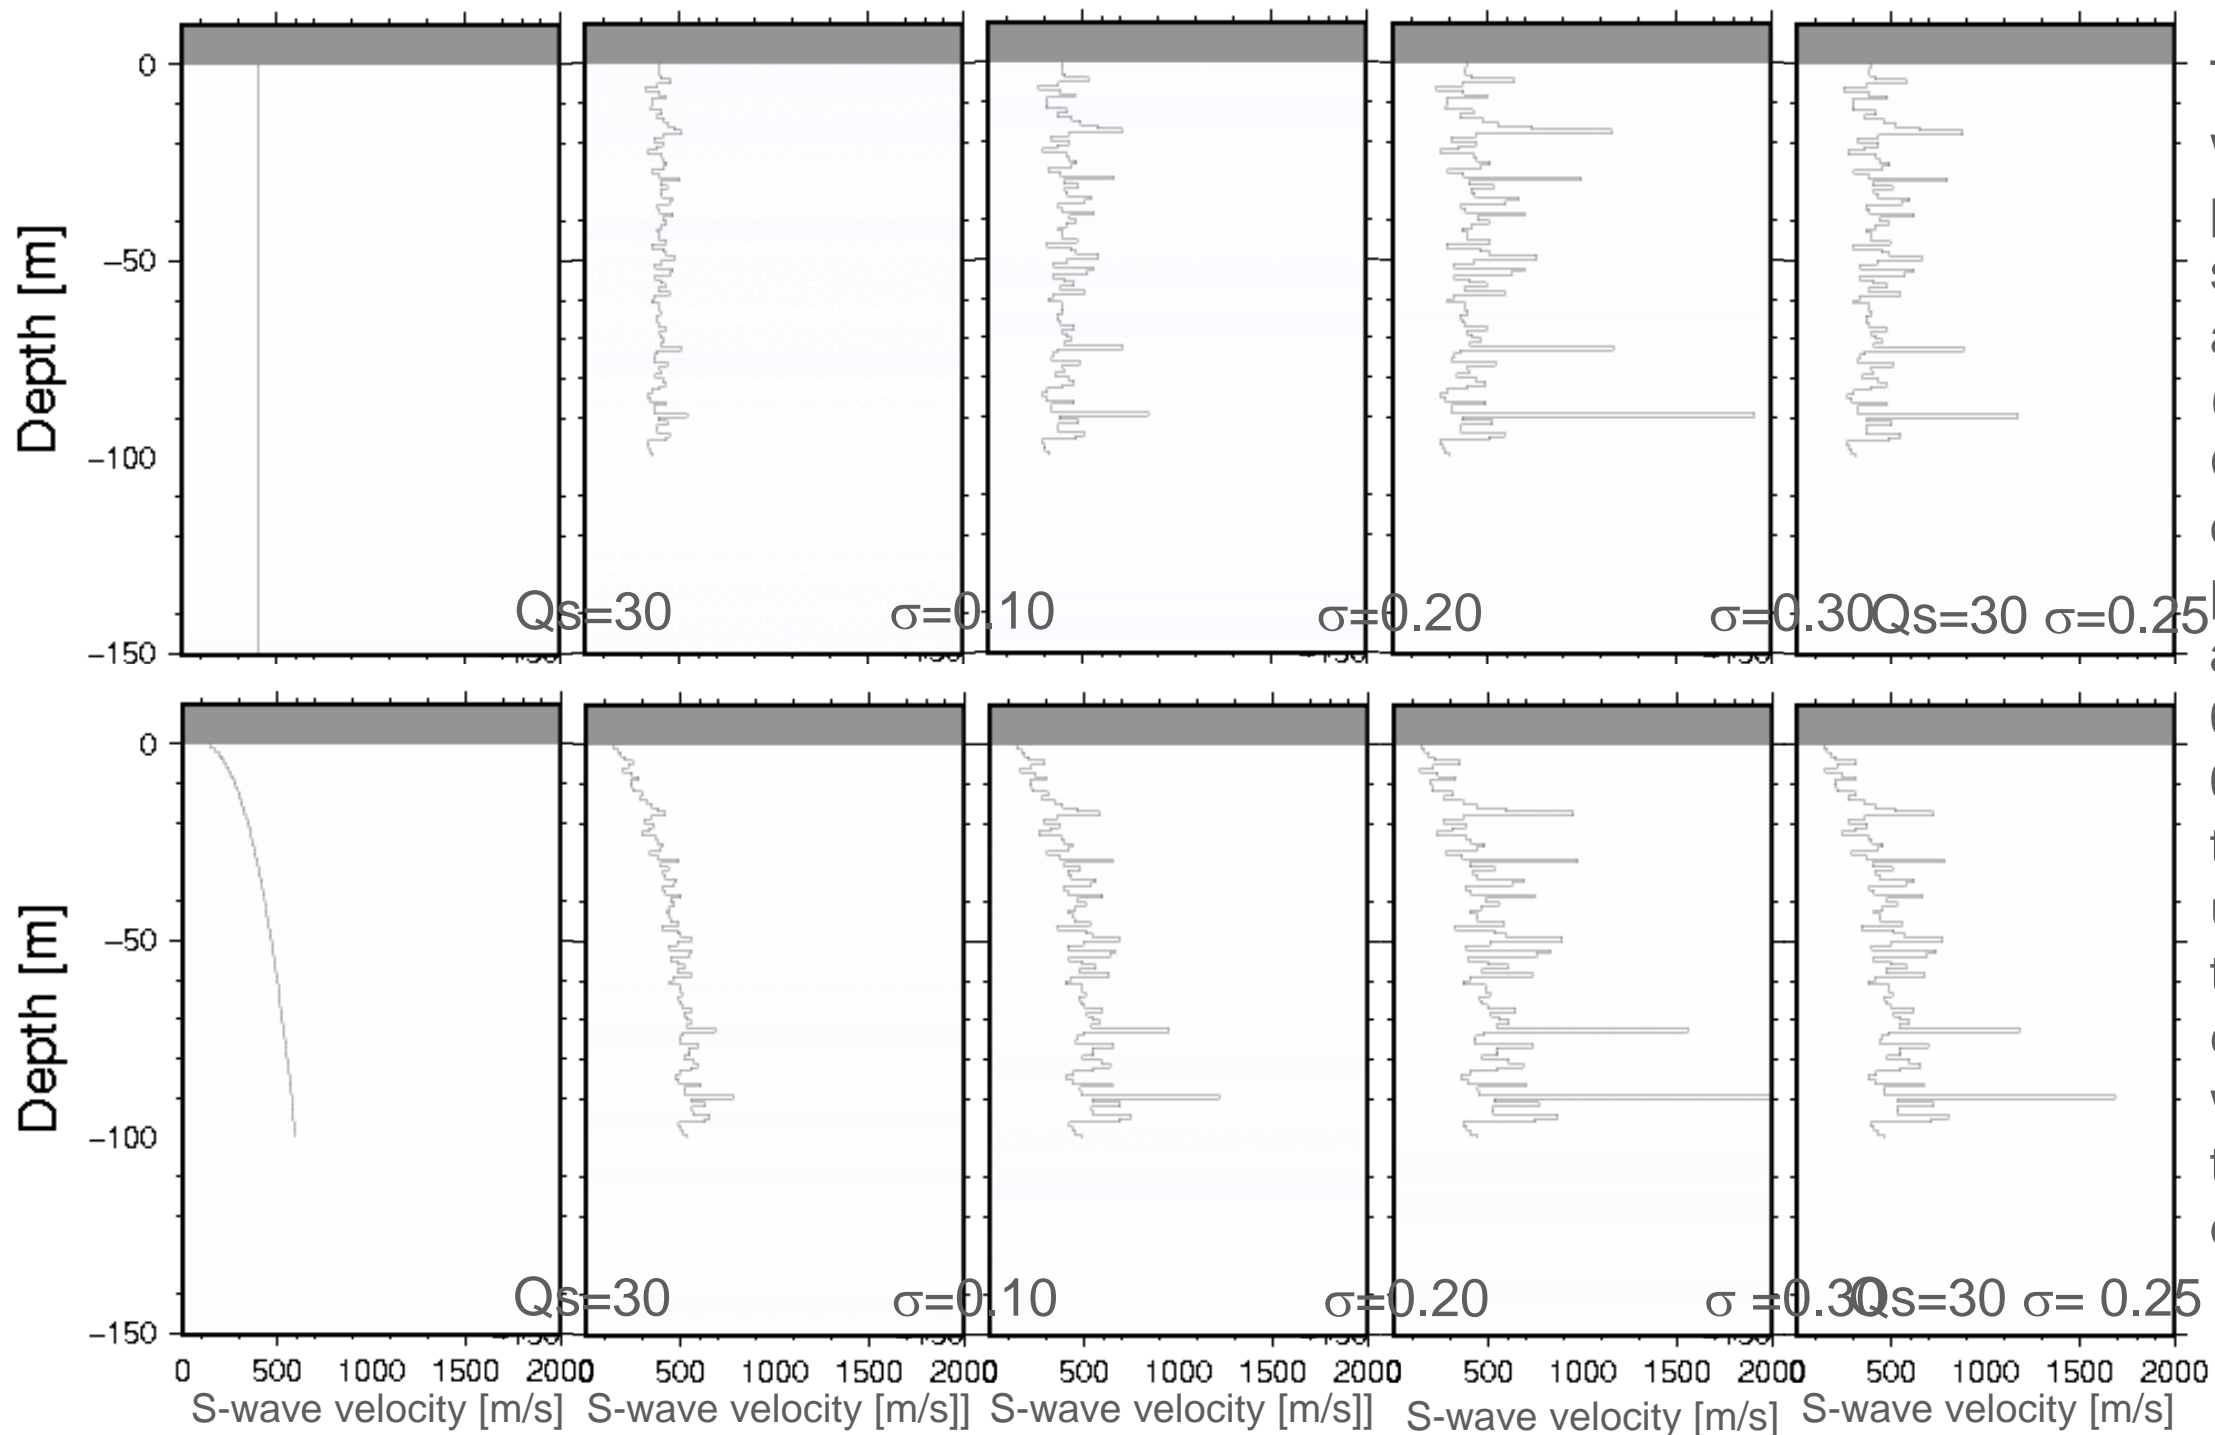 Depth [m]
0
−50
−100
−150
Qs=30
σ=0.10
σ=0.20
σ=0.30
Qs=30 σ=0.25
Depth [m]
0
−50
−100
−150
Qs=30
σ=0.10
σ=0.20
σ =0.30
Qs=30 σ= 0.25
0 500 1000 1500 2000
0 500 1000 1500 2000
0 500 1000 1500 2000
0 500 1000 1500 2000
0 500 1000 1500 2000
S-wave velocity [m/s]
S-wave velocity [m/s]]
S-wave velocity [m/s]]
S-wave velocity [m/s]
S-wave velocity [m/s]